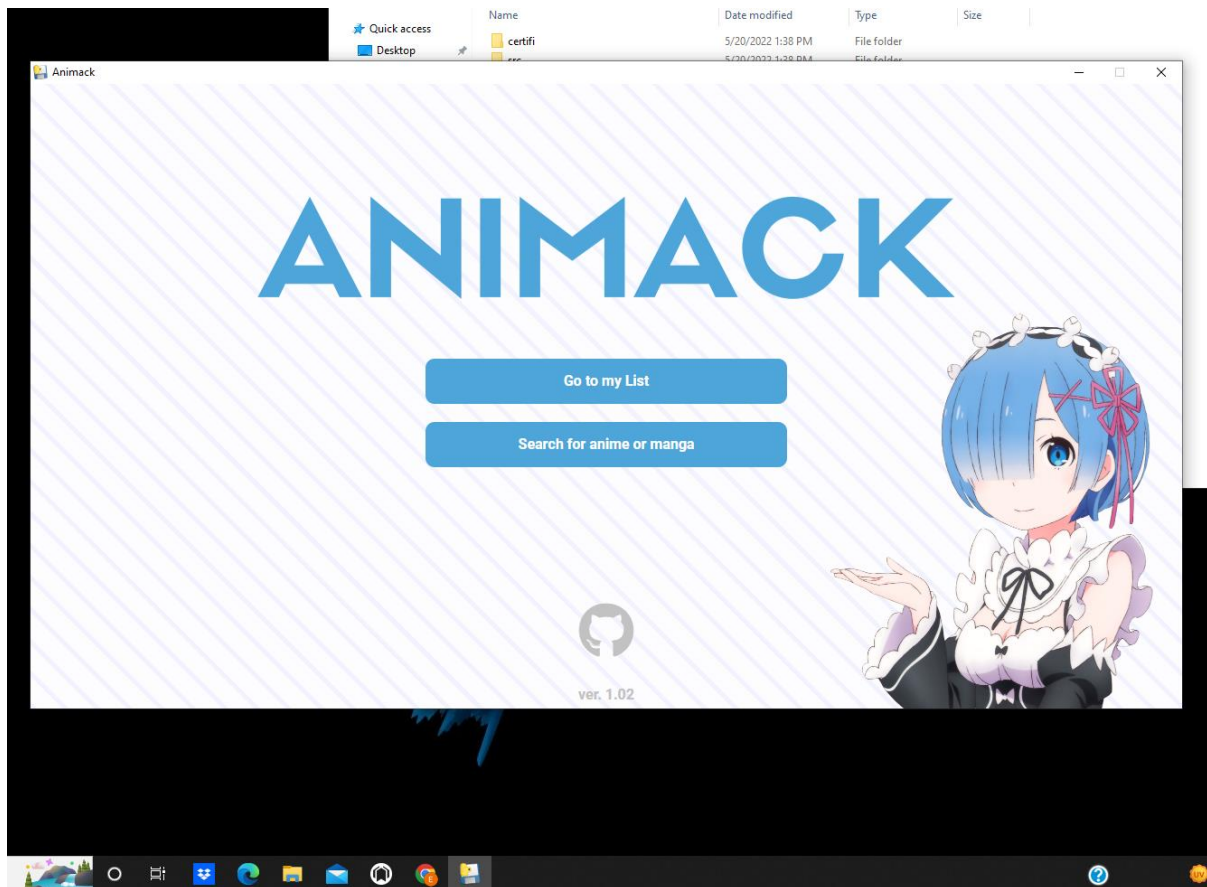 Name Date modified Type Size
Quick access
certifi 5/20/2022 1:38 PM File folder
Desktop
Animack
ANIMACK
Go to my List
Search for anime or manga
ver. 1.02
UV